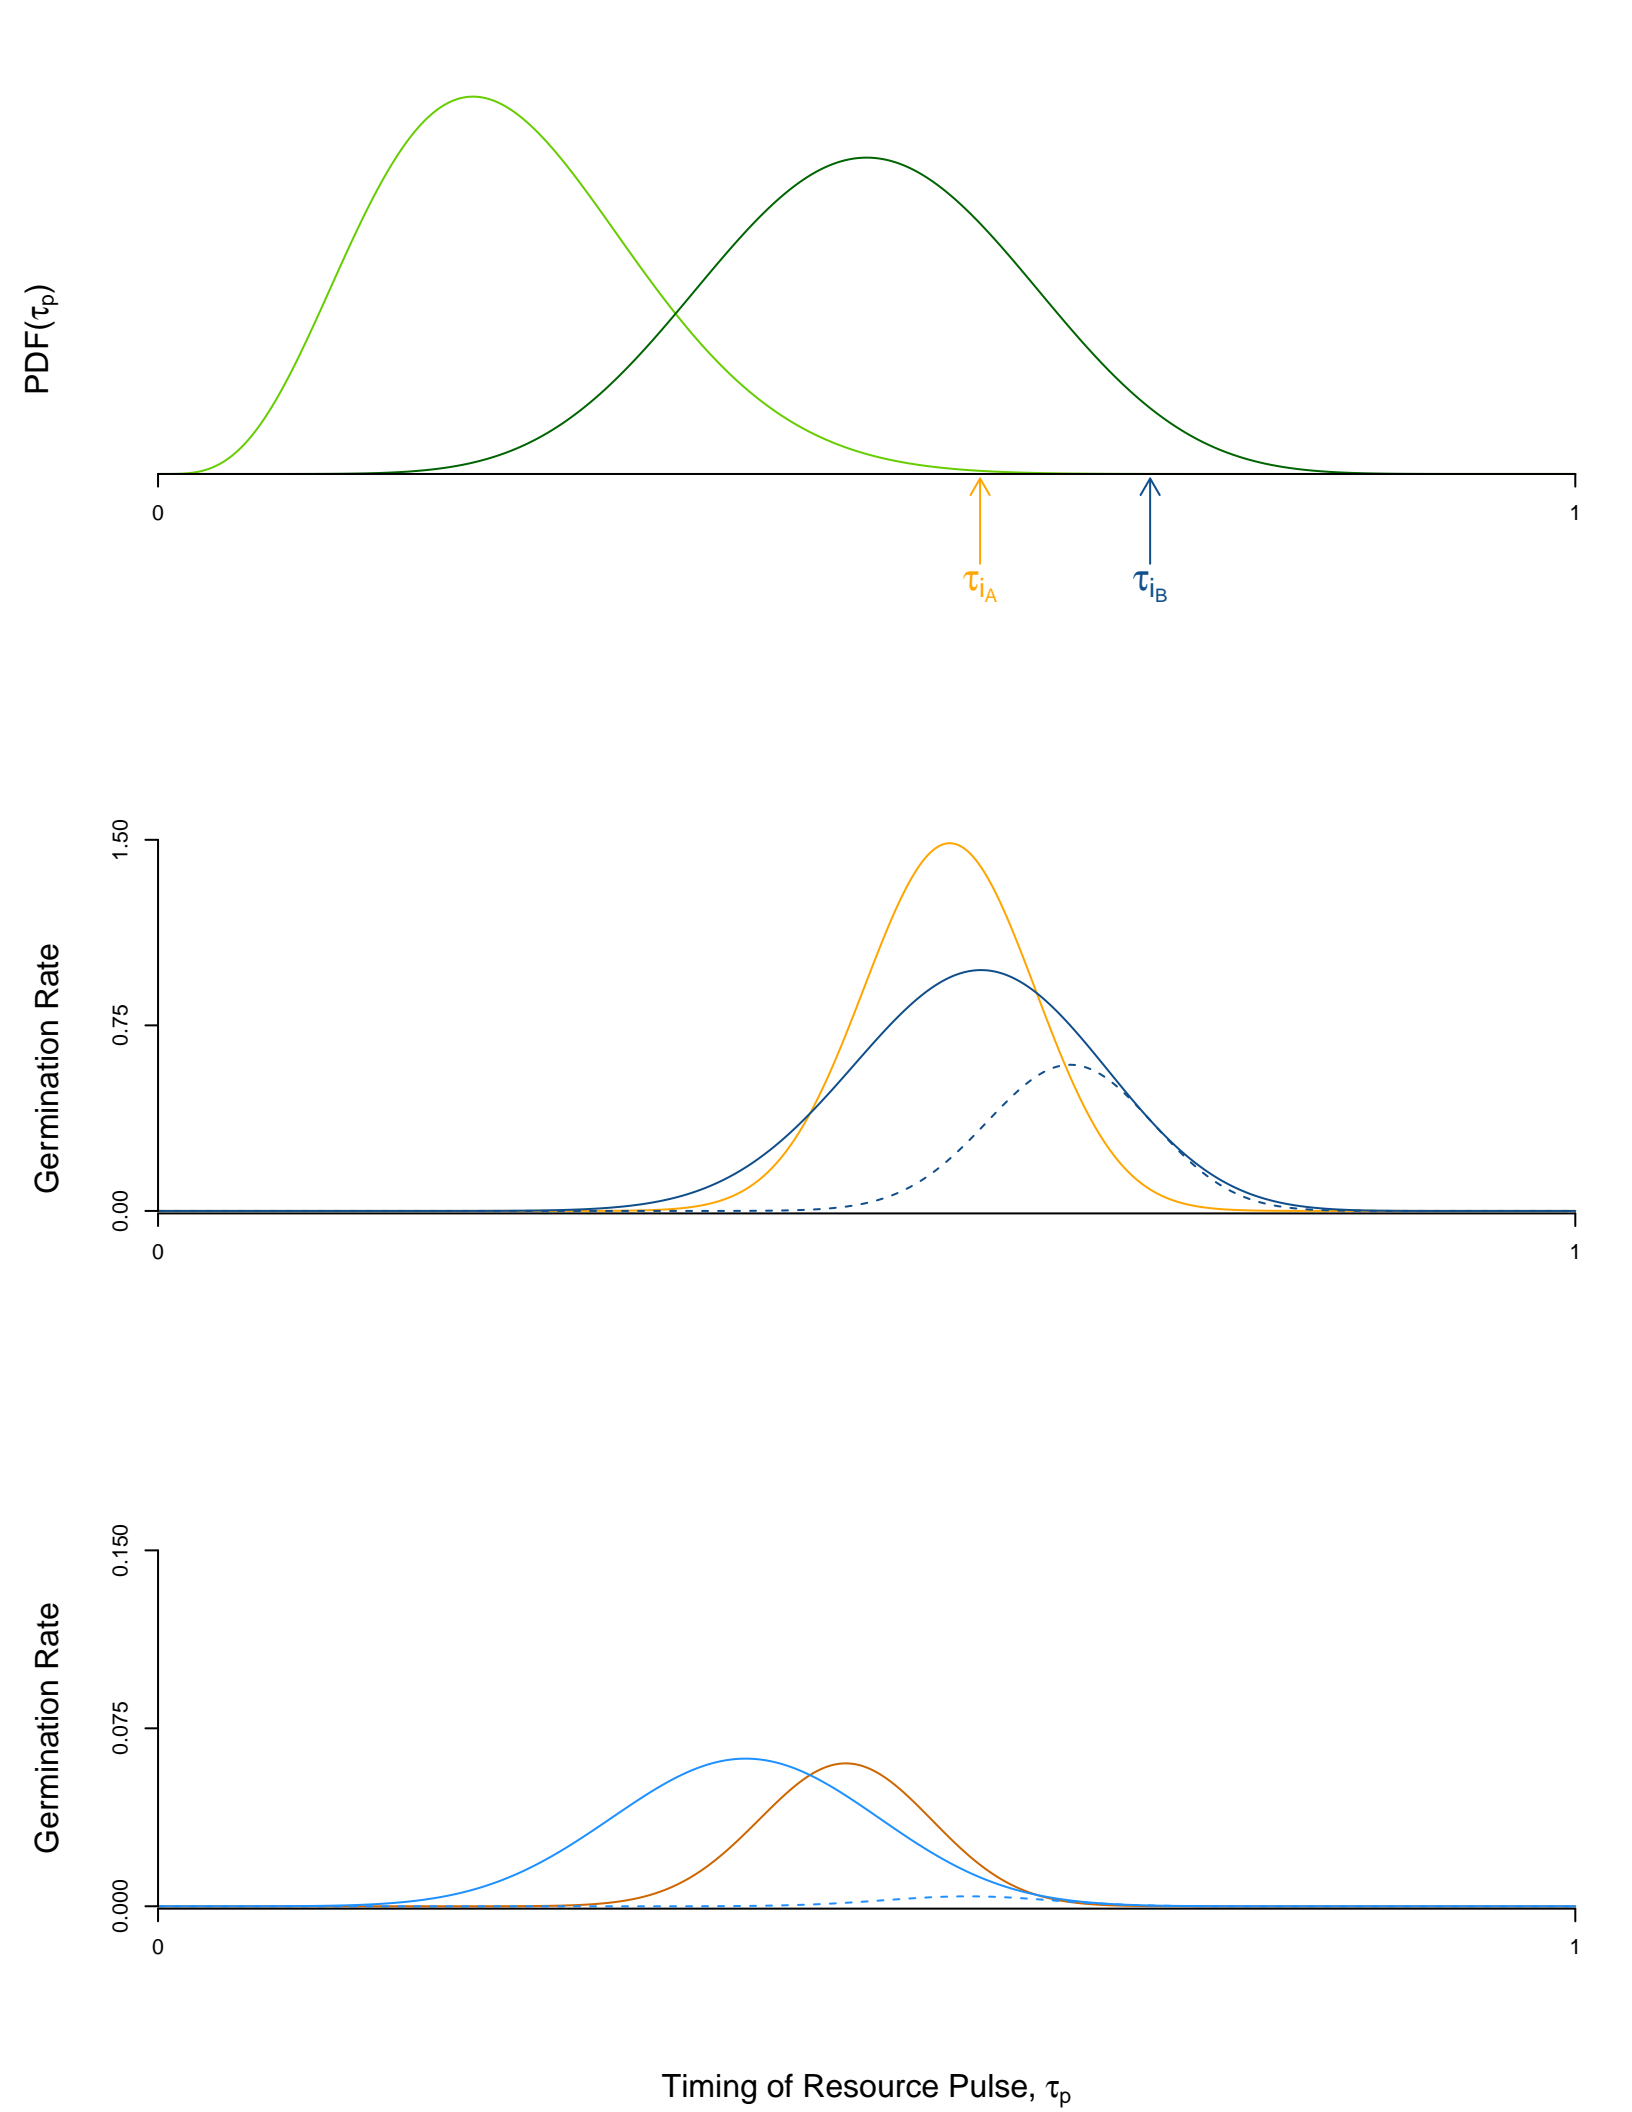 PDF(τp)
0 1
τiA τiB
Germination Rate
1.50
0.75
0.00
0 1
Germination Rate
0.150
0.075
0.000
0 1
Timing of Resource Pulse, τp